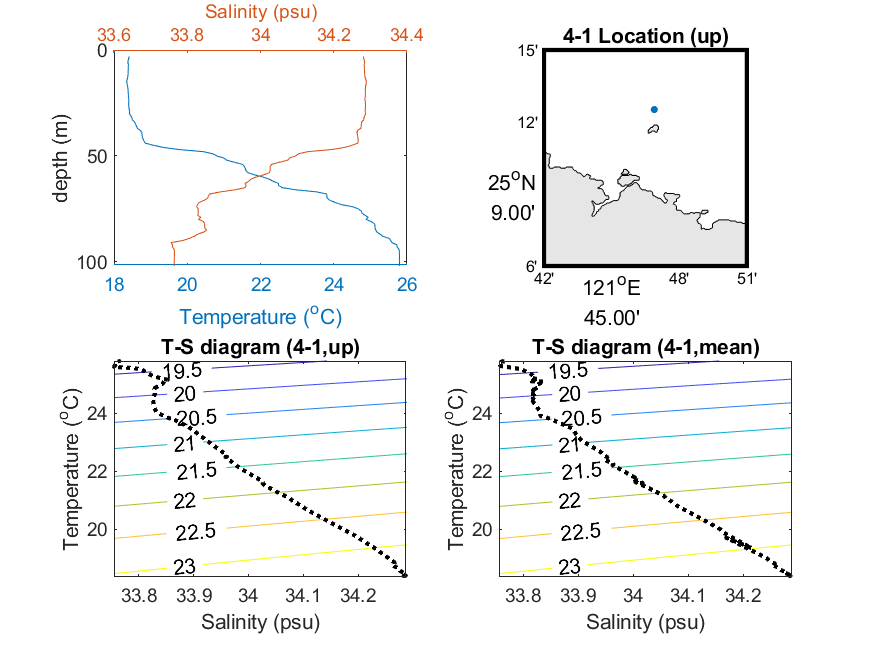 Salinity (psu)
33.6 33.8 34 34.2 34.4
0
50
100
depth (m)
18 20 22 24 26
Temperature (°C)
4-1 Location (up)
15'
12'
25°N
9.00'
6'
42' 48' 51'
121°E
45.00'
T-S diagram (4-1,up)
19.5
20
20.5
21
21.5
22
22.5
23
24
22
20
Temperature (°C)
33.8 33.9 34 34.1 34.2
Salinity (psu)
T-S diagram (4-1,mean)
19.5
20
20.5
21
21.5
22
22.5
23
24
22
20
Temperature (°C)
33.8 33.9 34 34.1 34.2
Salinity (psu)